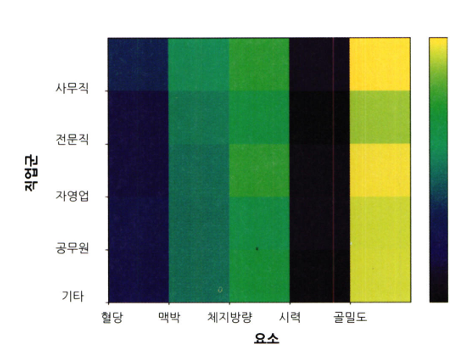 직업군
사무직
전문직
자영업
공무원
기타
혈당 맥박 체지방량 시력 골밀도
요소